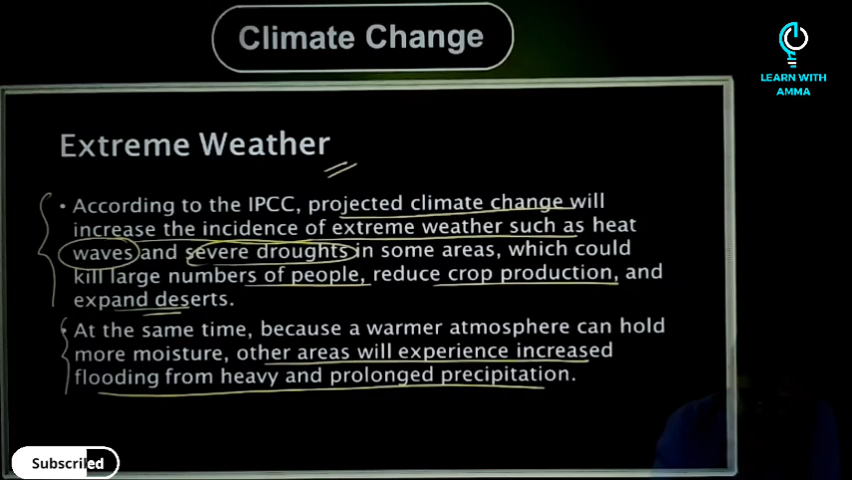 Climate Change
LEARN WITH
AMMA
Extreme Weather
• According to the IPCC, projected climate change will
increase the incidence of extreme weather such as heat
waves and severe droughts in some areas, which could
kill large numbers of people, reduce crop production, and
expand deserts.
• At the same time, because a warmer atmosphere can hold
more moisture, other areas will experience increased
flooding from heavy and prolonged precipitation.
Subscribed